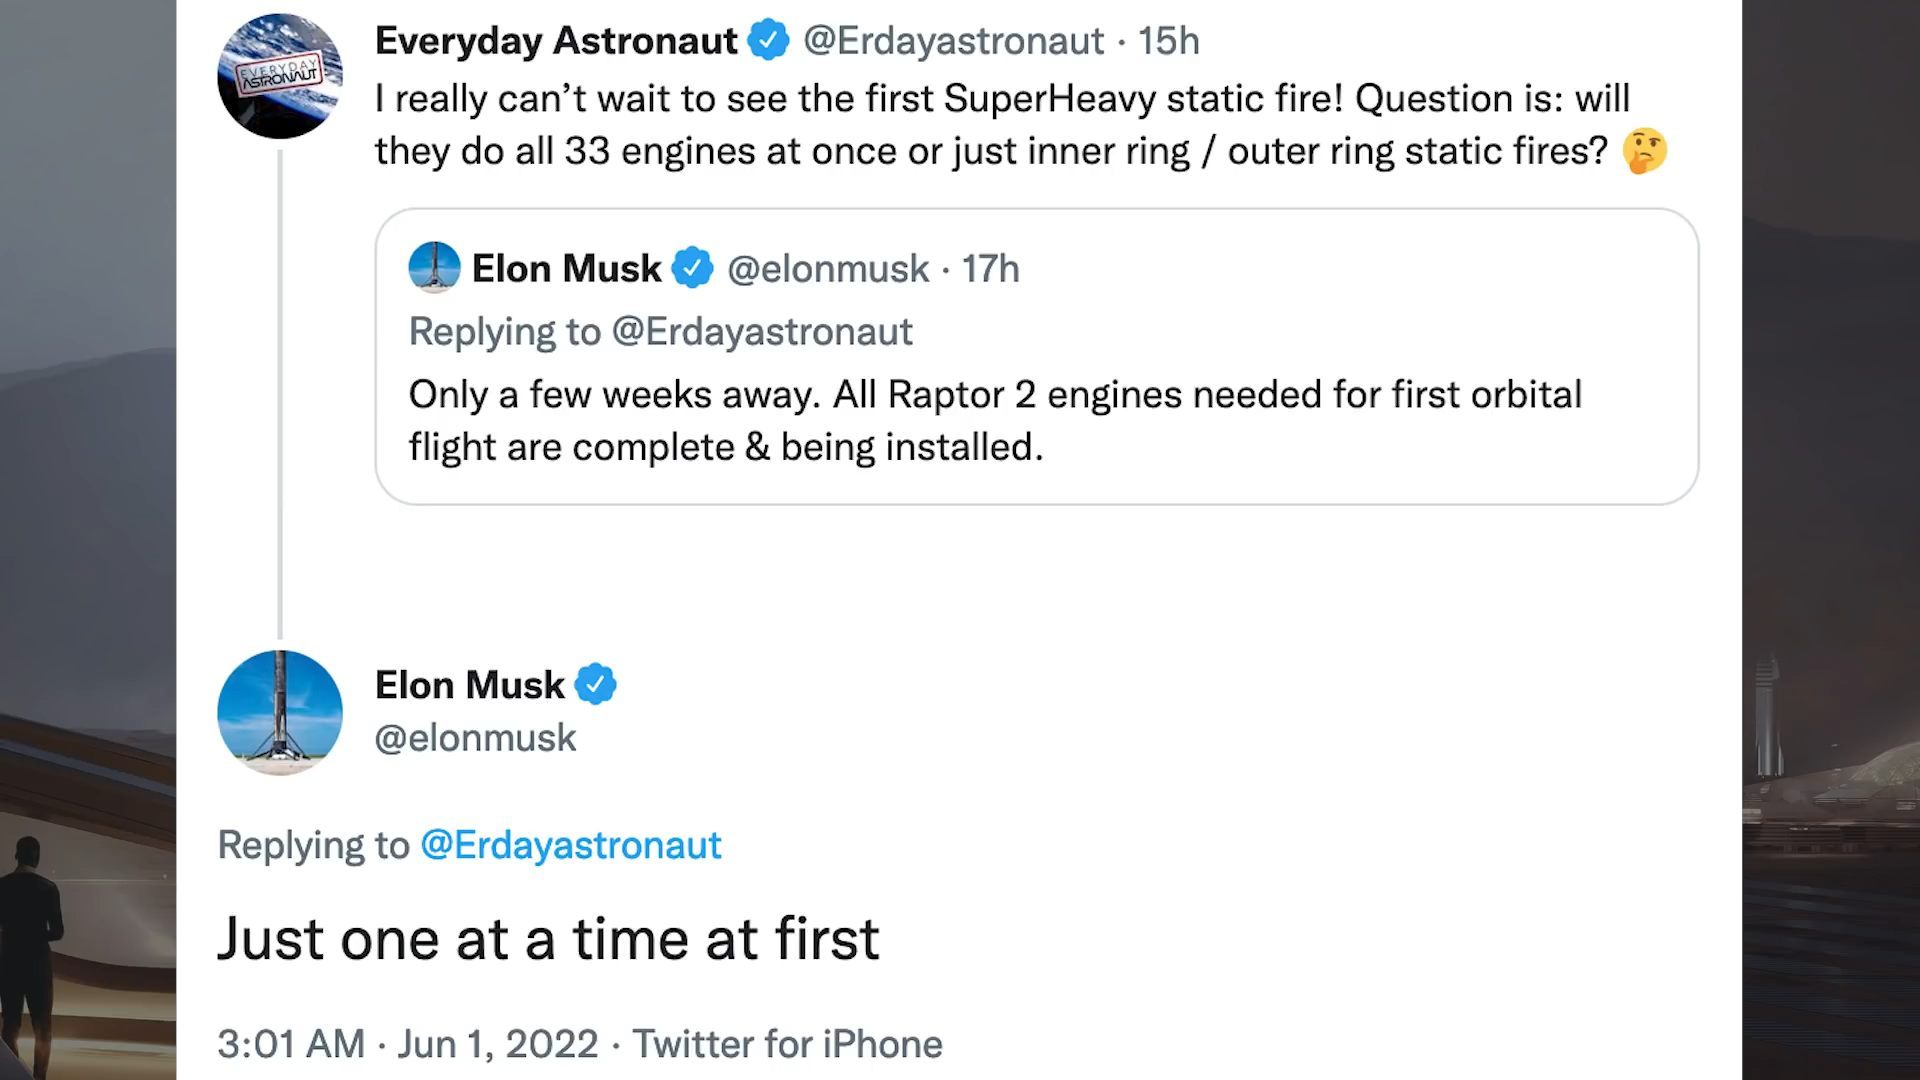 Everyday Astronaut @Erdayastronaut · 15h
EVERYDAY
ASTRONAUT
I really can’t wait to see the first SuperHeavy static fire! Question is: will
they do all 33 engines at once or just inner ring / outer ring static fires? 🤔
Elon Musk @elonmusk · 17h
Replying to @Erdayastronaut
Only a few weeks away. All Raptor 2 engines needed for first orbital
flight are complete & being installed.
Elon Musk
@elonmusk
Replying to @Erdayastronaut
Just one at a time at first
3:01 AM · Jun 1, 2022 · Twitter for iPhone